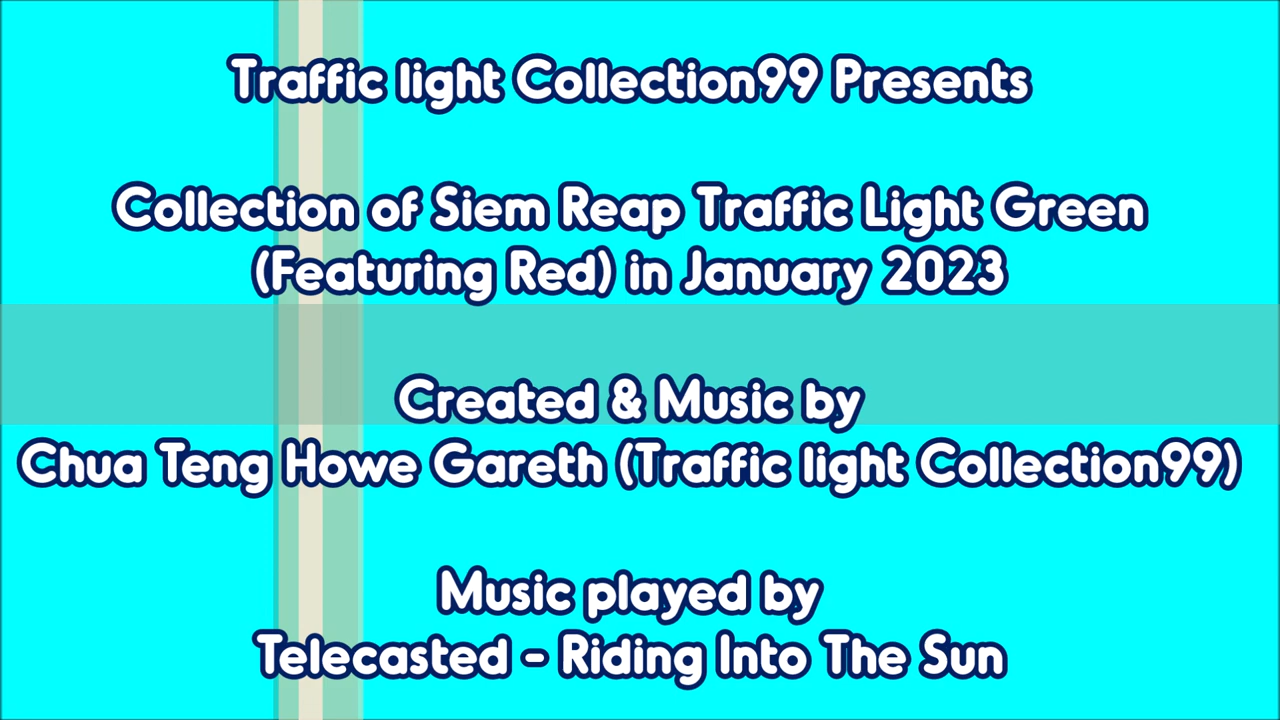 Traffic light Collection99 Presents
Collection of Siem Reap Traffic Light Green
(Featuring Red) in January 2023
Created & Music by
Chua Teng Howe Gareth (Traffic light Collection99)
Music played by
Telecasted - Riding Into The Sun